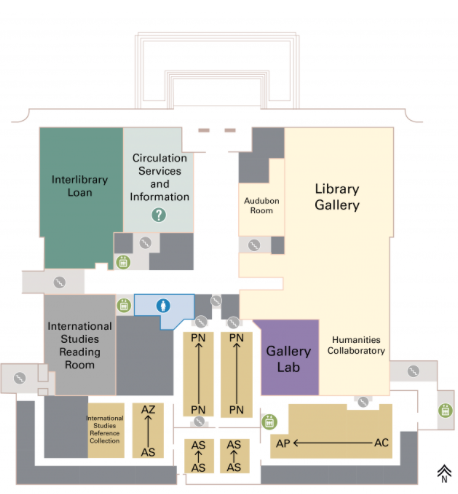 Interlibrary
Loan
Circulation
Services
and
Information
?
Audubon
Room
Library
Gallery
International
Studies
Reading
Room
PN
PN
PN
PN
Gallery
Lab
Humanities
Collaboratory
International
Studies
Reference
Collection
AZ
AS
AS
AS
AS
AS
AP
AC
N